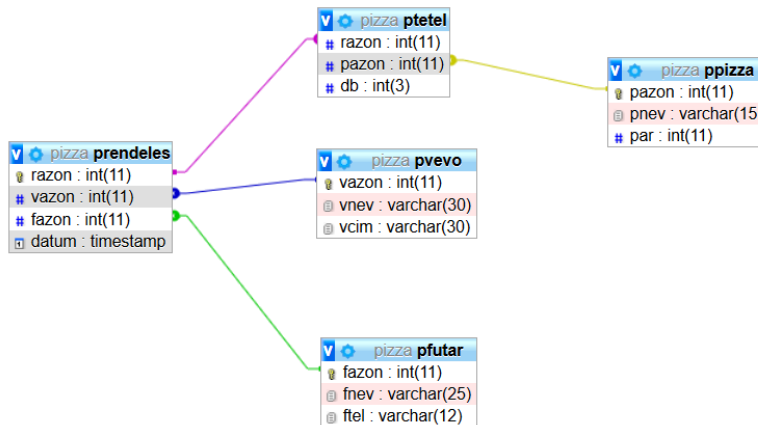 pizza ptetel
razon : int(11)
pazon : int(11)
db : int(3)
pizza ppizza
pazon : int(11)
pnev : varchar(15
par : int(11)
pizza prendeles
razon : int(11)
vazon : int(11)
fazon : int(11)
datum : timestamp
pizza pvevo
vazon : int(11)
vnev : varchar(30)
vcim : varchar(30)
pizza pfutar
fazon : int(11)
fnev : varchar(25)
ftel : varchar(12)